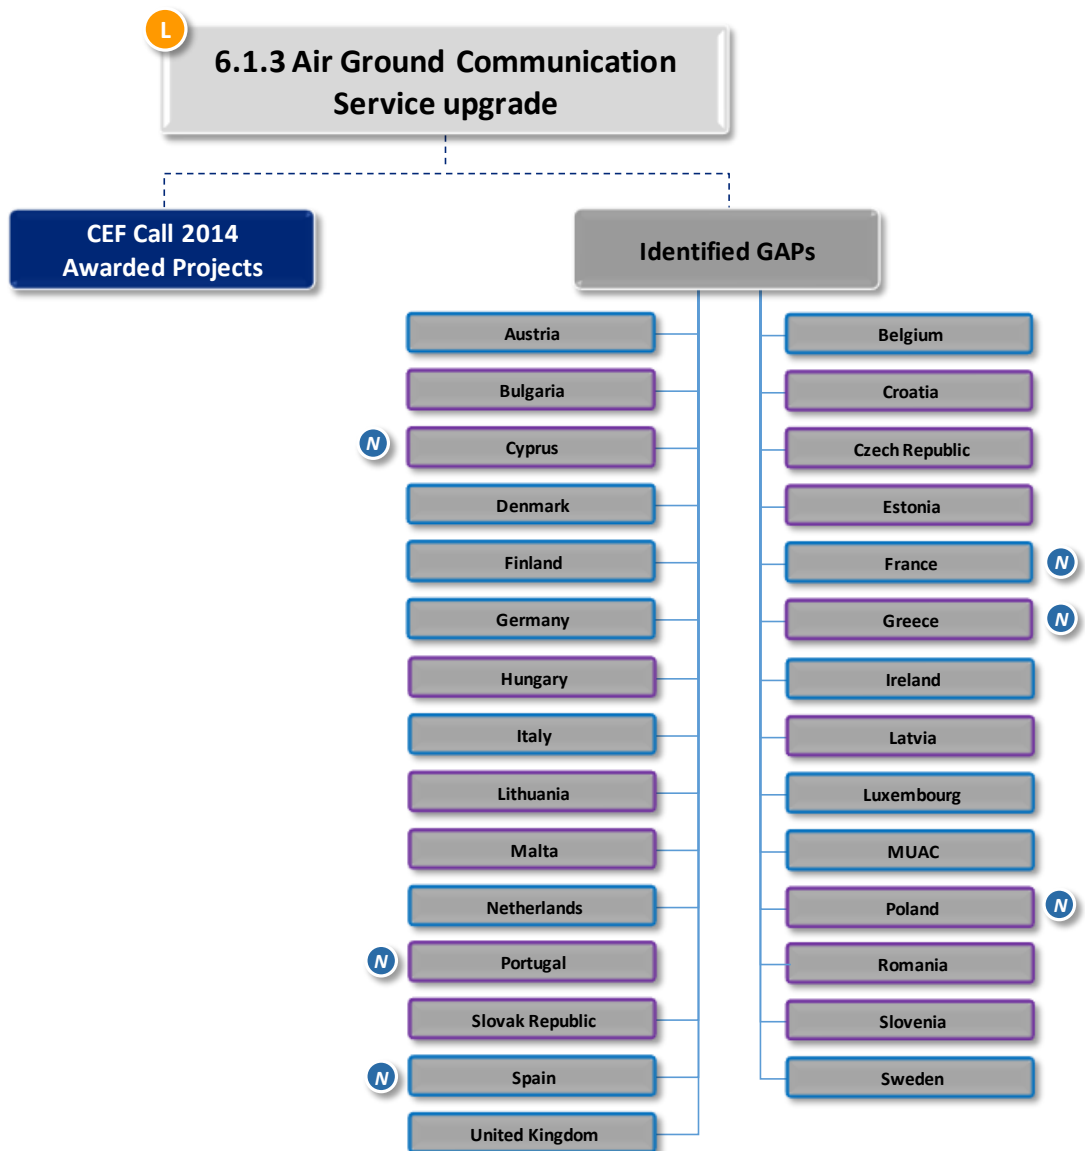 L
6.1.3 Air Ground Communication
Service upgrade
CEF Call 2014
Awarded Projects
Identified GAPs
Austria
Belgium
Bulgaria
Croatia
N
Cyprus
Czech Republic
Denmark
Estonia
Finland
France
N
Germany
Greece
N
Hungary
Ireland
Italy
Latvia
Lithuania
Luxembourg
Malta
MUAC
Netherlands
Poland
N
N
Portugal
Romania
Slovak Republic
Slovenia
N
Spain
Sweden
United Kingdom